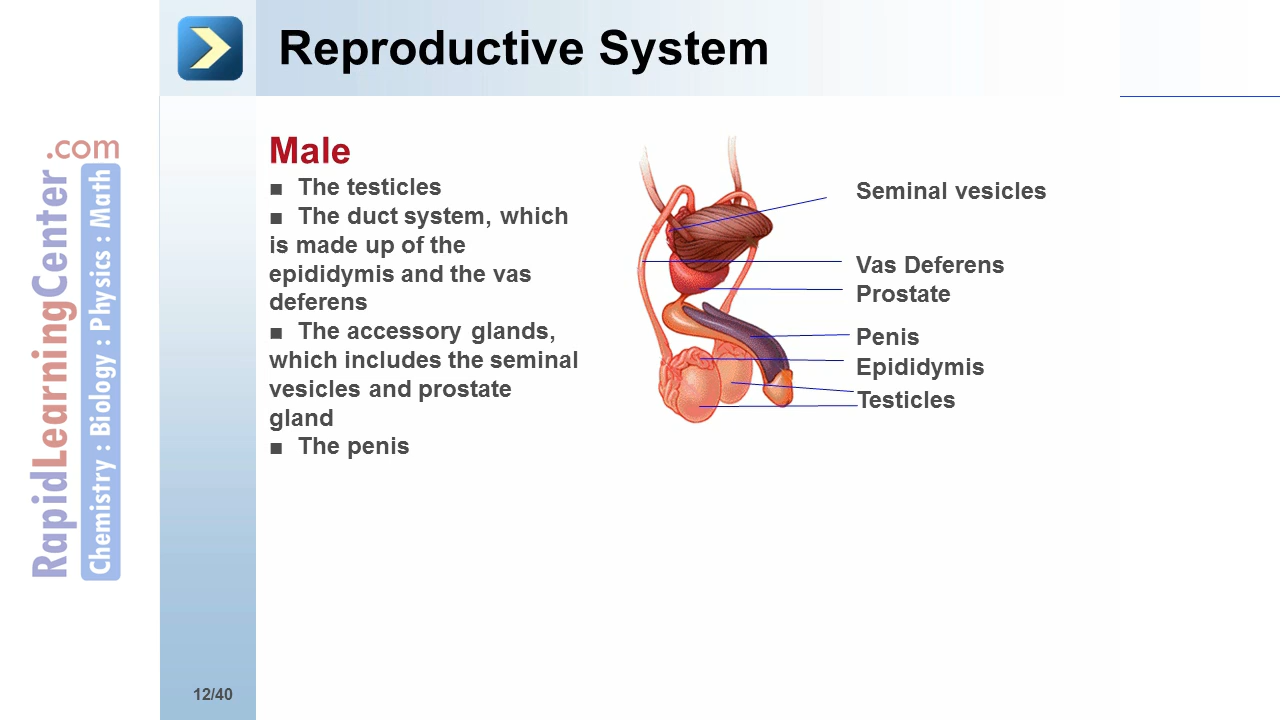 Reproductive System
.com
RapidLearningCenter
Chemistry : Biology : Physics : Math
Male
■ The testicles
■ The duct system, which
is made up of the
epididymis and the vas
deferens
■ The accessory glands,
which includes the seminal
vesicles and prostate
gland
■ The penis
Seminal vesicles
Vas Deferens
Prostate
Penis
Epididymis
Testicles
12/40